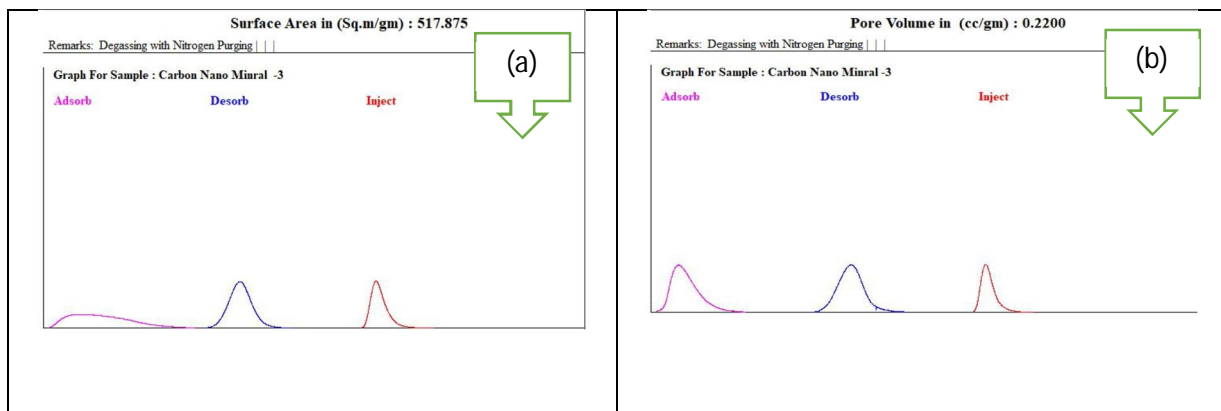 Surface Area in (Sq.m/gm) : 517.875
Remarks: Degassing with Nitrogen Purging | | |
(a)
Graph For Sample : Carbon Nano Minral -3
Adsorb Desorb Inject
Pore Volume in (cc/gm) : 0.2200
Remarks: Degassing with Nitrogen Purging | | |
(b)
Graph For Sample : Carbon Nano Minral -3
Adsorb Desorb Inject